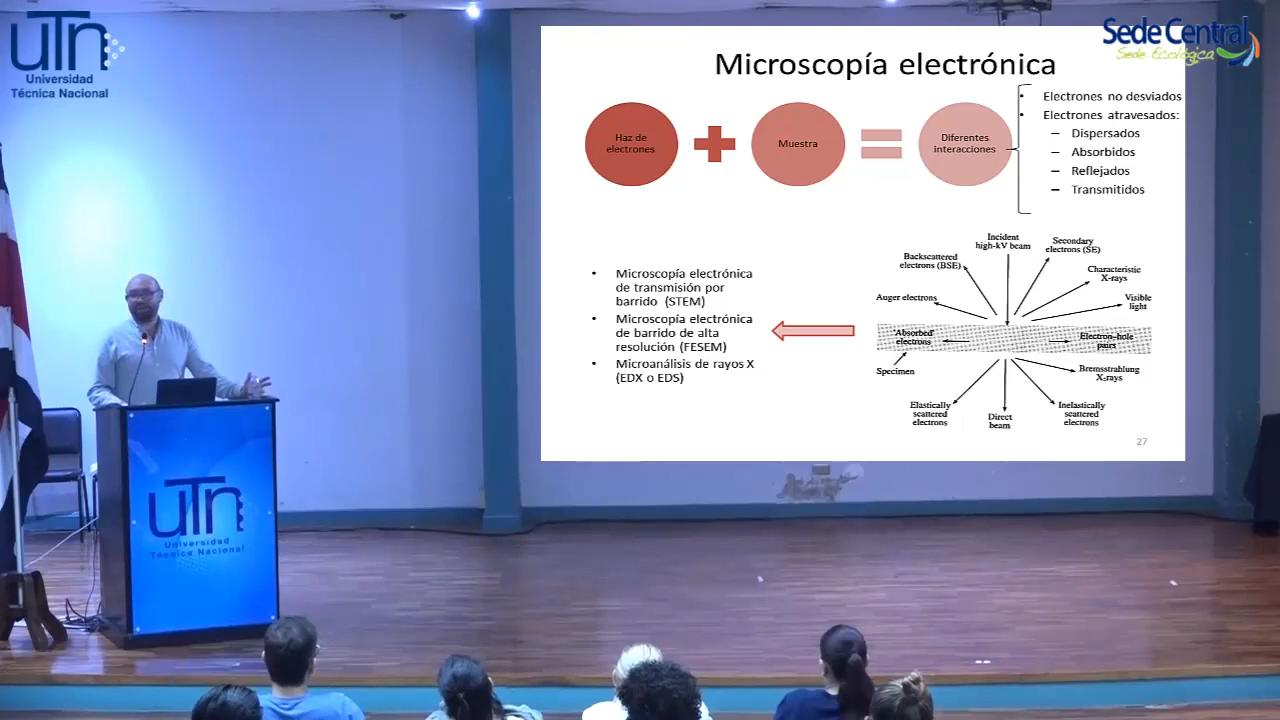 uTn
Universidad
Técnica Nacional
Sede Central
Sede Ecológica
Microscopía electrónica
Haz de
electrones
Muestra
Diferentes
interacciones
• Electrones no desviados
• Electrones atravesados:
– Dispersados
– Absorbidos
– Reflejados
– Transmitidos
• Microscopía electrónica
de transmisión por
barrido (STEM)
• Microscopía electrónica
de barrido de alta
resolución (FESEM)
• Microanálisis de rayos X
(EDX o EDS)
Incident
high-kV beam
Secondary
electrons (SE)
Backscattered
electrons (BSE)
Characteristic
X-rays
Auger electrons
Visible
light
'Absorbed'
electrons
Electron-hole
pairs
Specimen
Bremsstrahlung
X-rays
Elastically
scattered
electrons
Direct
beam
Inelastically
scattered
electrons
27
uTn
Universidad
Técnica Nacional